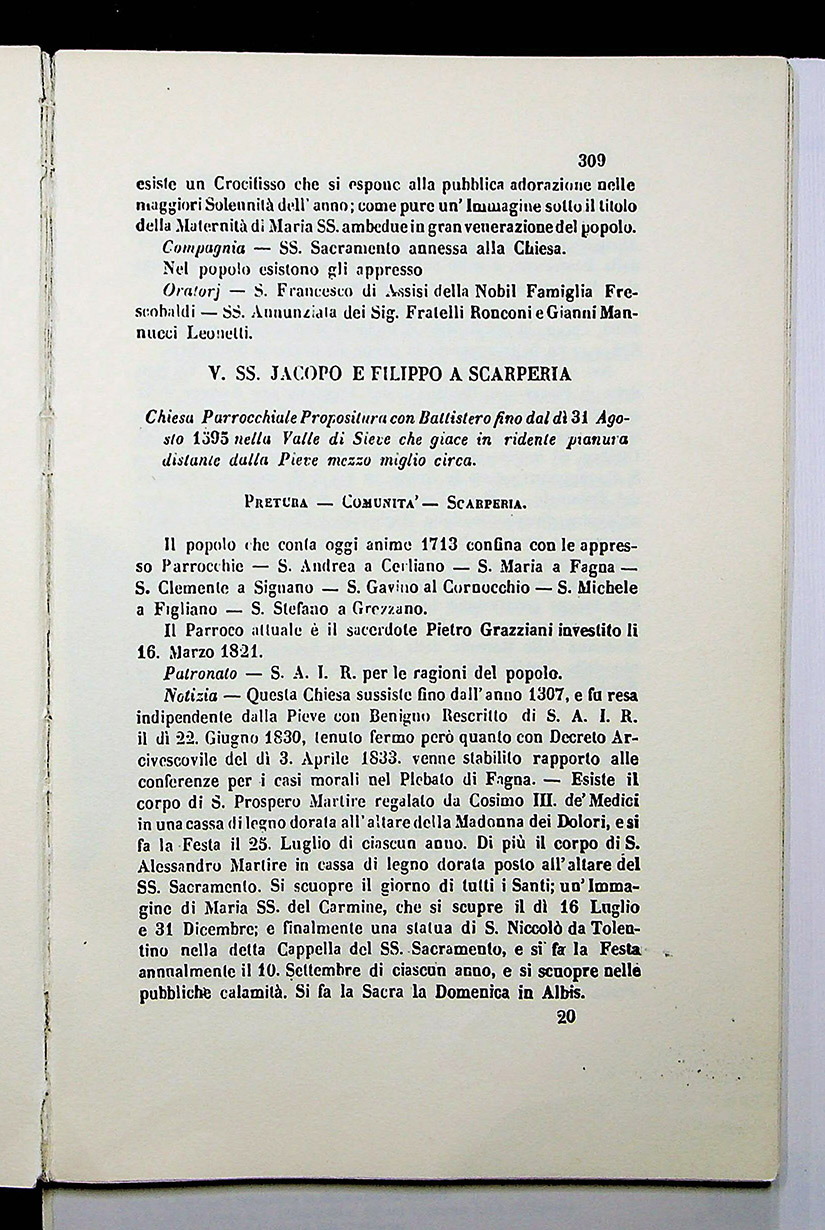 309
esiste un Crocifisso che si espone alla pubblica adorazione nelle
maggiori Solennità dell' anno; come pure un' Immagine sotto il titolo
della Maternità di Maria SS. ambedue in gran venerazione del popolo.
Compagnia — SS. Sacramento annessa alla Chiesa.
Nel popolo esistono gli appresso
Oratorj — S. Francesco di Assisi della Nobil Famiglia Fre-
scobaldi — SS. Annunziata dei Sig. Fratelli Ronconi e Gianni Man-
nucci Leonetti.
V. SS. JACOPO E FILIPPO A SCARPERIA
Chiesa Parrocchiale Propositura con Battistero fino dal dì 31 Ago-
sto 1595 nella Valle di Sieve che giace in ridente pianura
distante dalla Pieve mezzo miglio circa.
PRETURA — COMUNITA' — SCARPERIA.
Il popolo che conta oggi anime 1713 confina con le appres-
so Parrocchie — S. Andrea a Cerliano — S. Maria a Fagna —
S. Clemente a Signano — S. Gavino al Cornocchio — S. Michele
a Figliano — S. Stefano a Grezzano.
Il Parroco attuale è il sacerdote Pietro Grazziani investito li
16. Marzo 1821.
Patronato — S. A. I. R. per le ragioni del popolo.
Notizia — Questa Chiesa sussiste fino dall' anno 1307, e fu resa
indipendente dalla Pieve con Benigno Rescritto di S. A. I. R.
il dì 22. Giugno 1830, tenuto fermo però quanto con Decreto Ar-
civescovile del dì 3. Aprile 1833. venne stabilito rapporto alle
conferenze per i casi morali nel Plebato di Fagna. — Esiste il
corpo di S. Prospero Martire regalato da Cosimo III. de' Medici
in una cassa di legno dorata all' altare della Madonna dei Dolori, e si
fa la Festa il 25. Luglio di ciascun anno. Di più il corpo di S.
Alessandro Martire in cassa di legno dorata posto all' altare del
SS. Sacramento. Si scuopre il giorno di tutti i Santi; un' Imma-
gine di Maria SS. del Carmine, che si scupre il dì 16 Luglio
e 31 Dicembre; e finalmente una statua di S. Niccolò da Tolen-
tino nella detta Cappella del SS. Sacramento, e si fa la Festa
annualmente il 10. Settembre di ciascun anno, e si scuopre nelle
pubbliche calamità. Si fa la Sacra la Domenica in Albis.
20